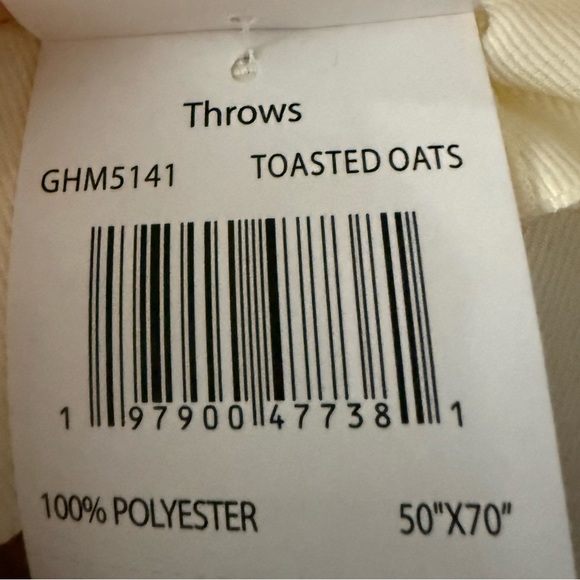 Throws
GHM5141 TOASTED OATS
1 97900 47738 1
100% POLYESTER 50"X70"